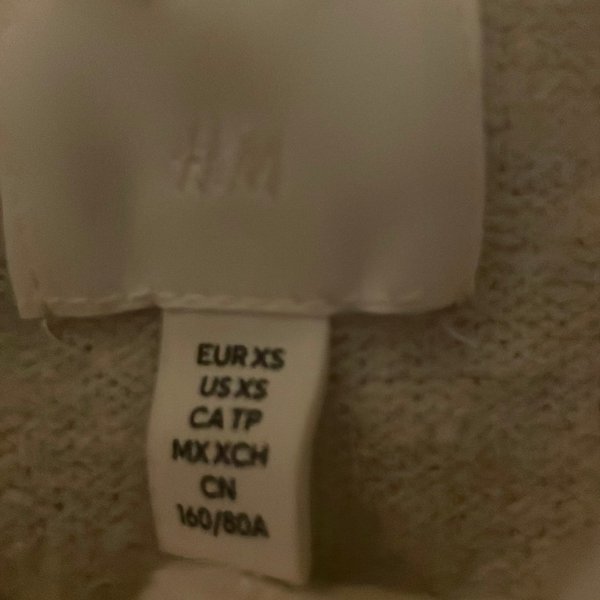 H&M
EUR XS
US XS
CA TP
MX XCH
CN
160/80A